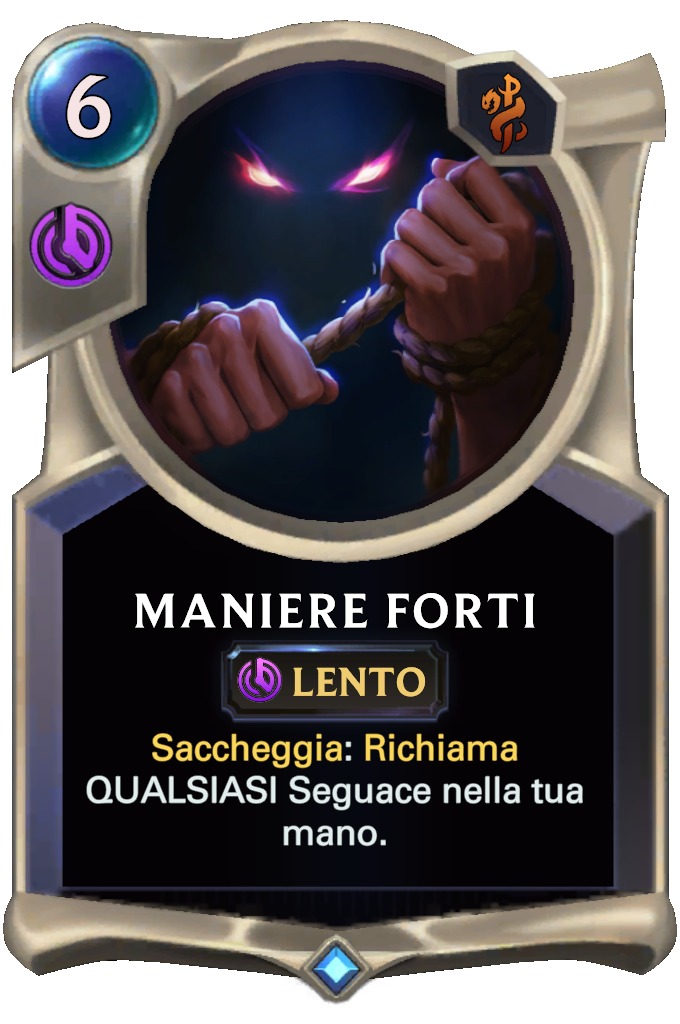 6
MANIERE FORTI
LENTO
Saccheggia: Richiama
QUALSIASI Seguace nella tua
mano.